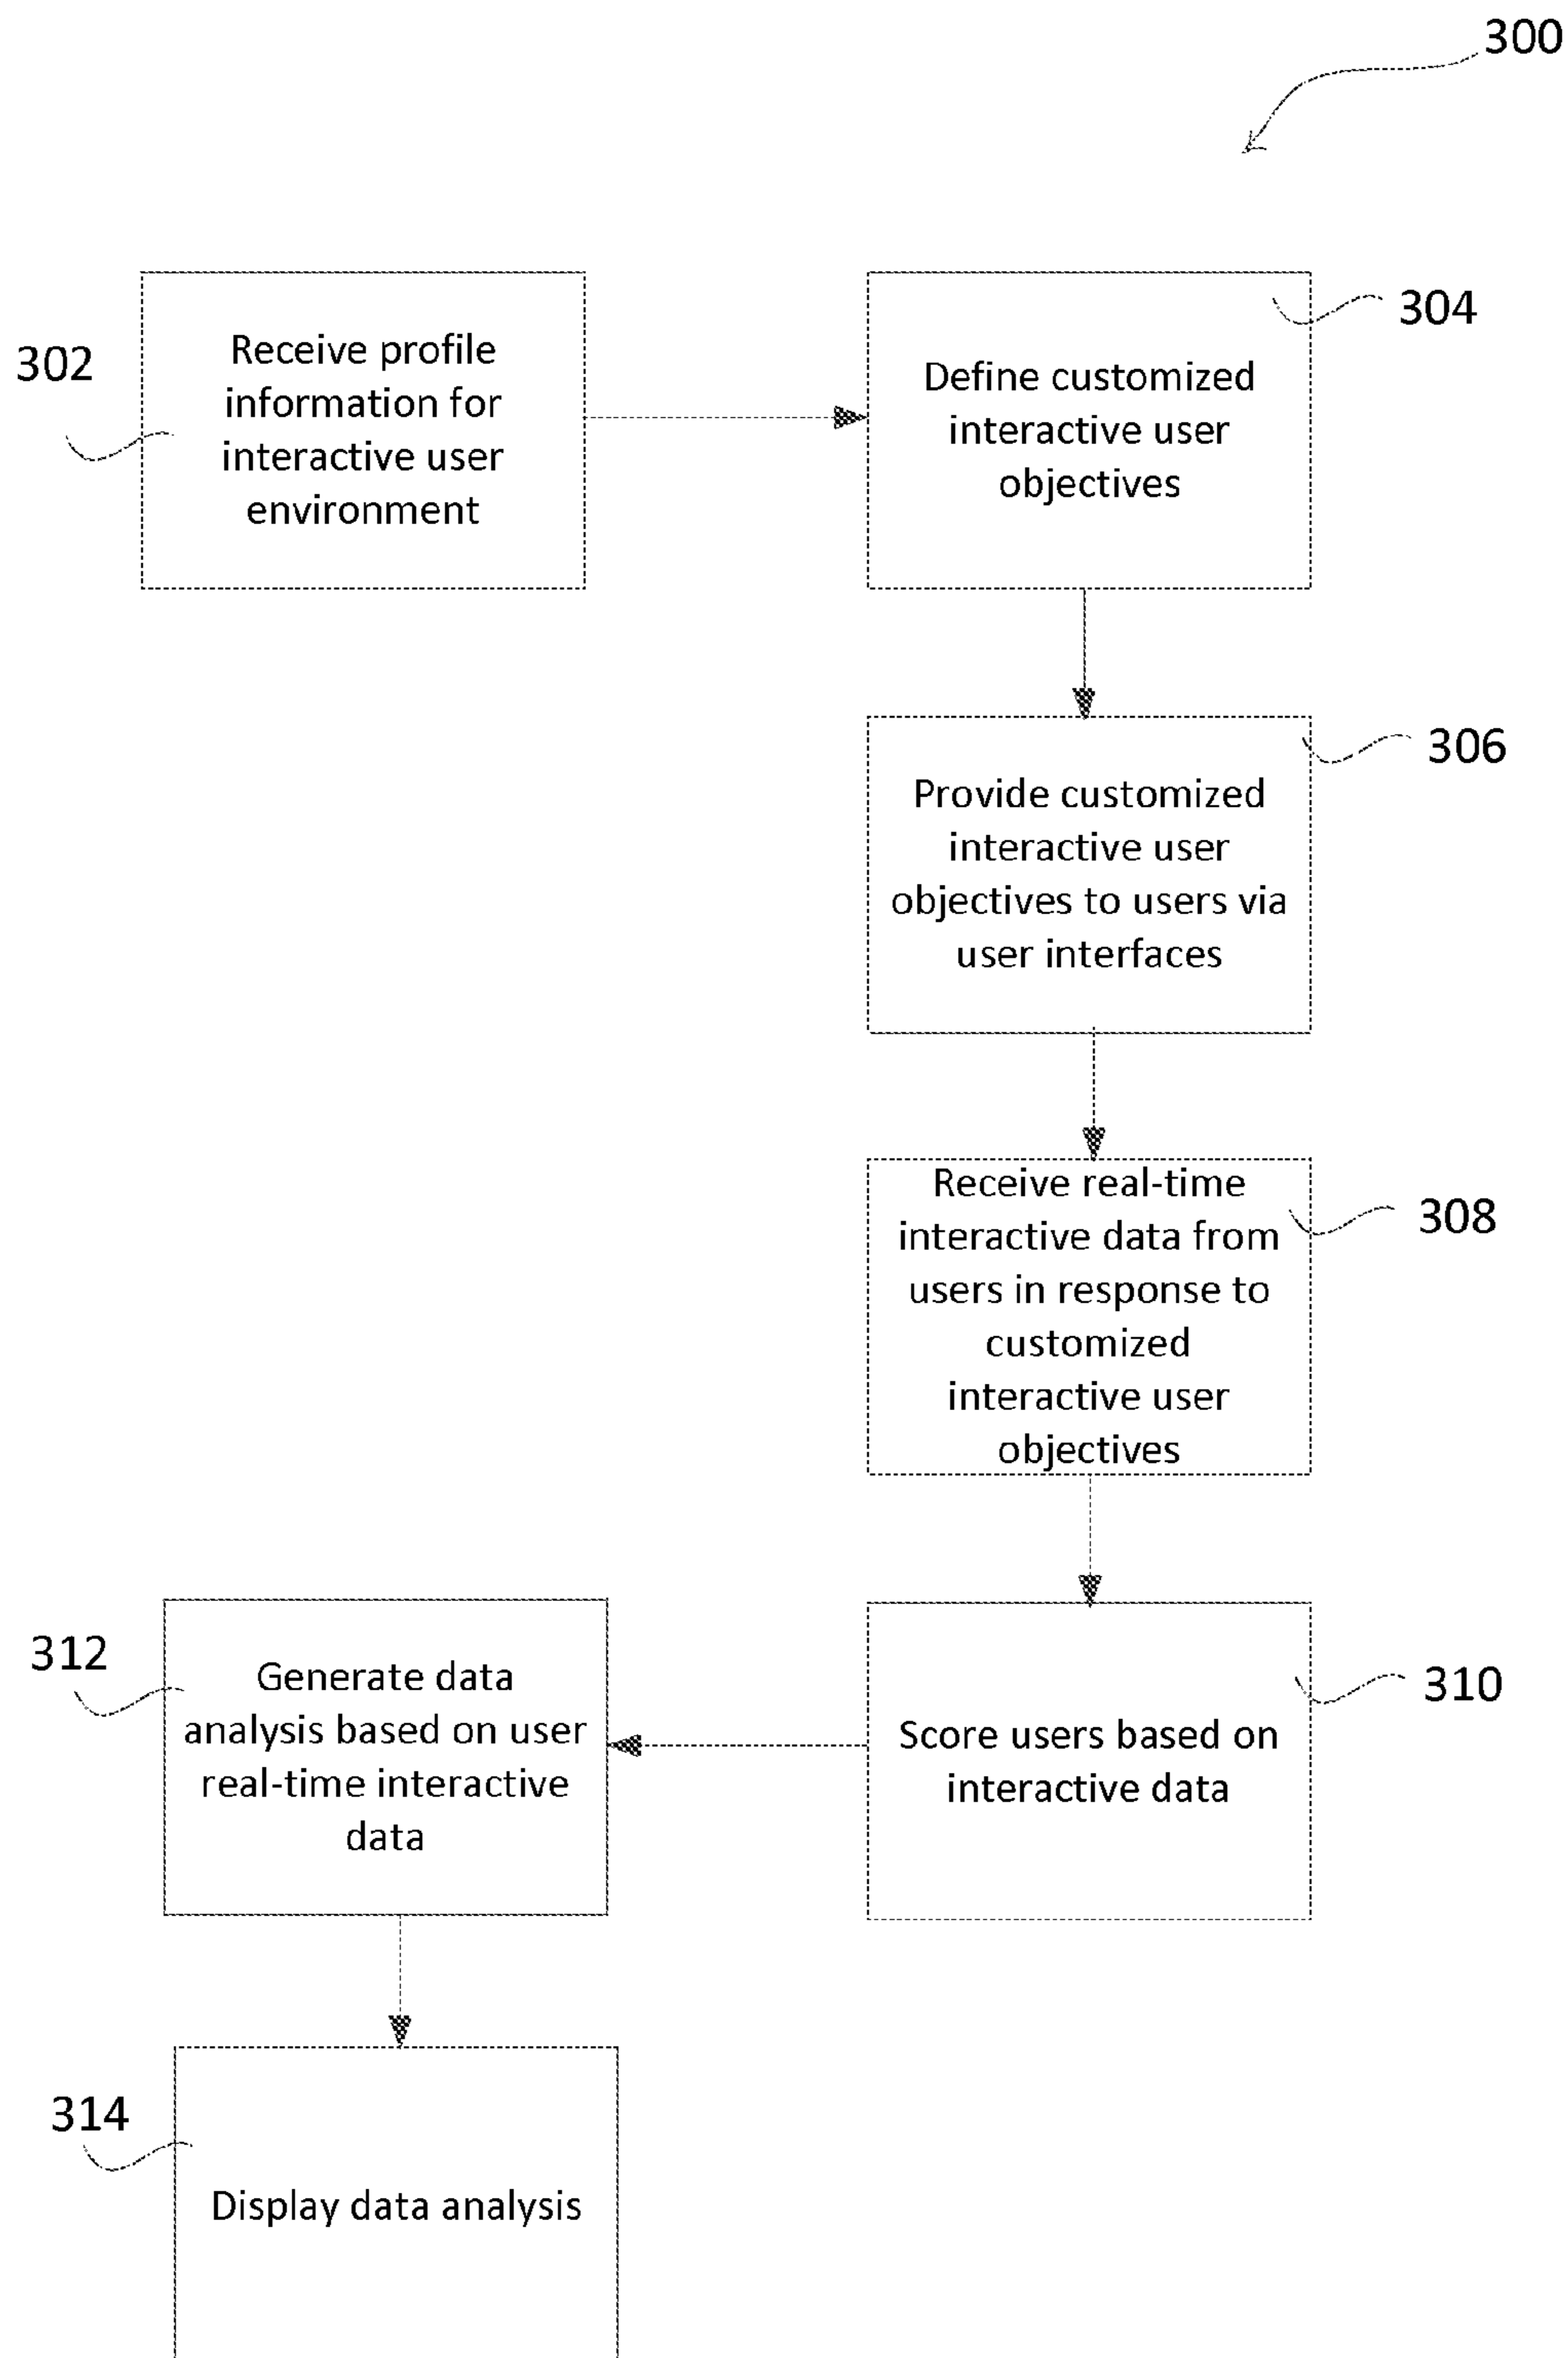 300
302
Receive profile
information for
interactive user
environment
304
Define customized
interactive user
objectives
306
Provide customized
interactive user
objectives to users via
user interfaces
308
Receive real-time
interactive data from
users in response to
customized
interactive user
objectives
310
Score users based on
interactive data
312
Generate data
analysis based on user
real-time interactive
data
314
Display data analysis